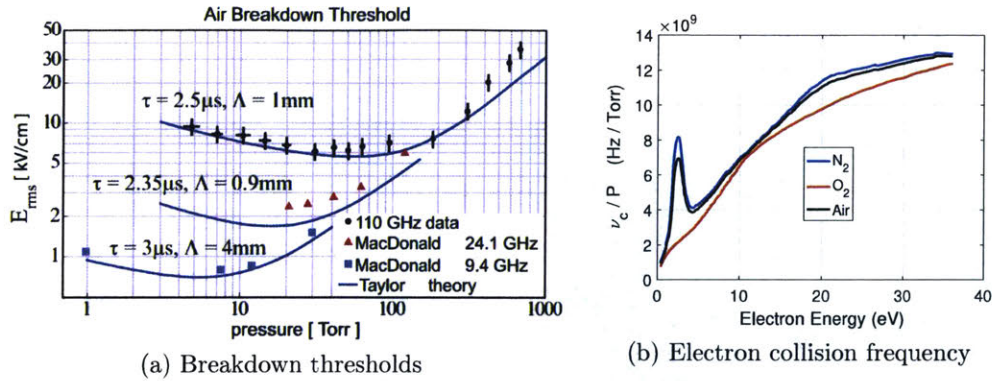 Air Breakdown Threshold
50
30
20
10
5
3
2
1
E_rms [ kV/cm ]
τ = 2.5μs, Λ = 1mm
τ = 2.35μs, Λ = 0.9mm
τ = 3μs, Λ = 4mm
110 GHz data
MacDonald 24.1 GHz
MacDonald 9.4 GHz
Taylor theory
1 10 100 1000
pressure [ Torr ]
(a) Breakdown thresholds
× 10⁹
14
12
10
8
6
4
2
0
ν_c / P (Hz / Torr)
N₂
O₂
Air
0 10 20 30 40
Electron Energy (eV)
(b) Electron collision frequency